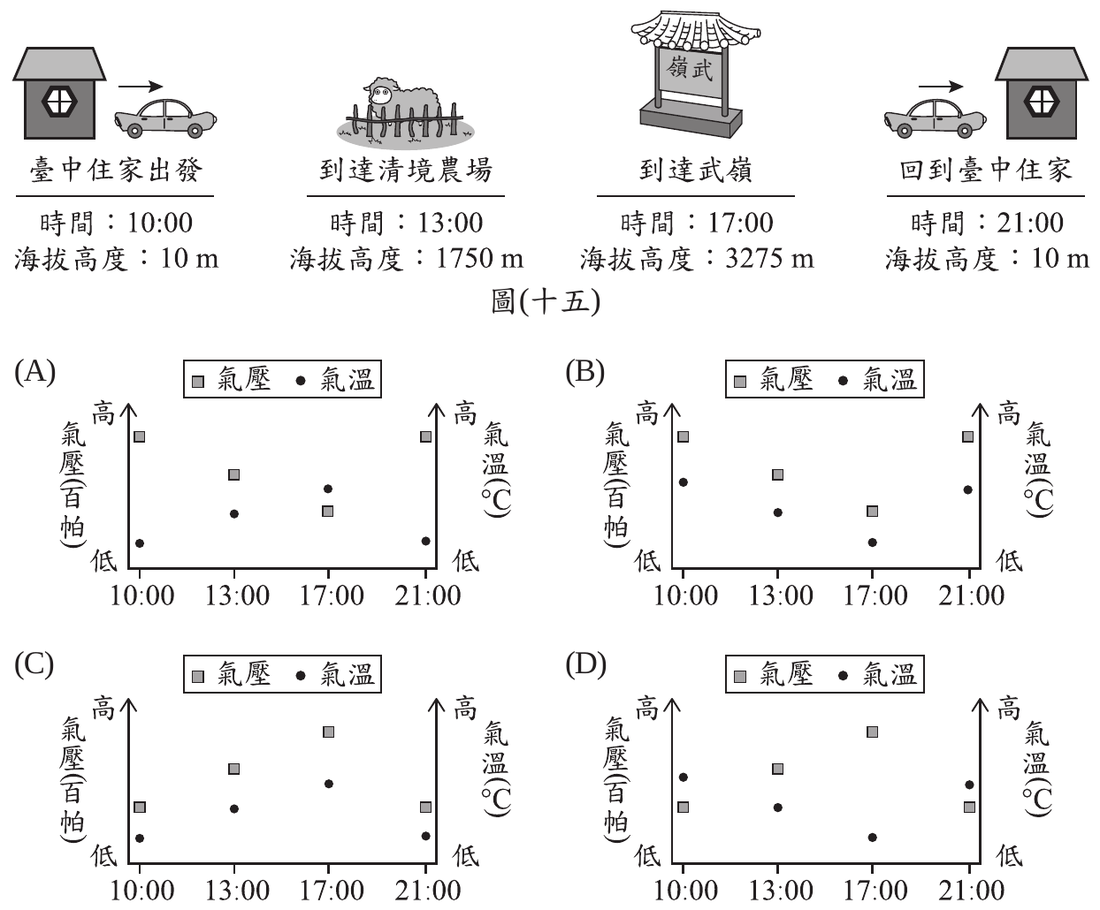 嶺武
臺中住家出發
到達清境農場
到達武嶺
回到臺中住家
時間：10:00
時間：13:00
時間：17:00
時間：21:00
海拔高度：10 m
海拔高度：1750 m
海拔高度：3275 m
海拔高度：10 m
圖(十五)
(A)
氣壓 氣溫
高
氣壓(百帕)
低
高
氣溫(℃)
低
10:00 13:00 17:00 21:00
(B)
氣壓 氣溫
高
氣壓(百帕)
低
高
氣溫(℃)
低
10:00 13:00 17:00 21:00
(C)
氣壓 氣溫
高
氣壓(百帕)
低
高
氣溫(℃)
低
10:00 13:00 17:00 21:00
(D)
氣壓 氣溫
高
氣壓(百帕)
低
高
氣溫(℃)
低
10:00 13:00 17:00 21:00